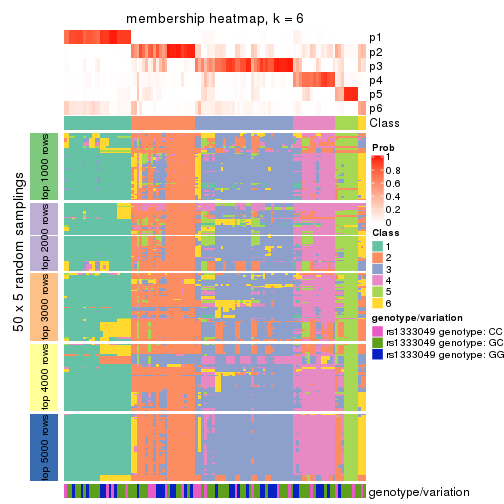 membership heatmap, k = 6
p1
p2
p3
p4
p5
p6
Class
50 x 5 random samplings
top 1000 rows
top 2000 rows
top 3000 rows
top 4000 rows
top 5000 rows
genotype/variation
Prob
1
0.8
0.6
0.4
0.2
0
Class
1
2
3
4
5
6
genotype/variation
rs1333049 genotype: CC
rs1333049 genotype: GC
rs1333049 genotype: GG